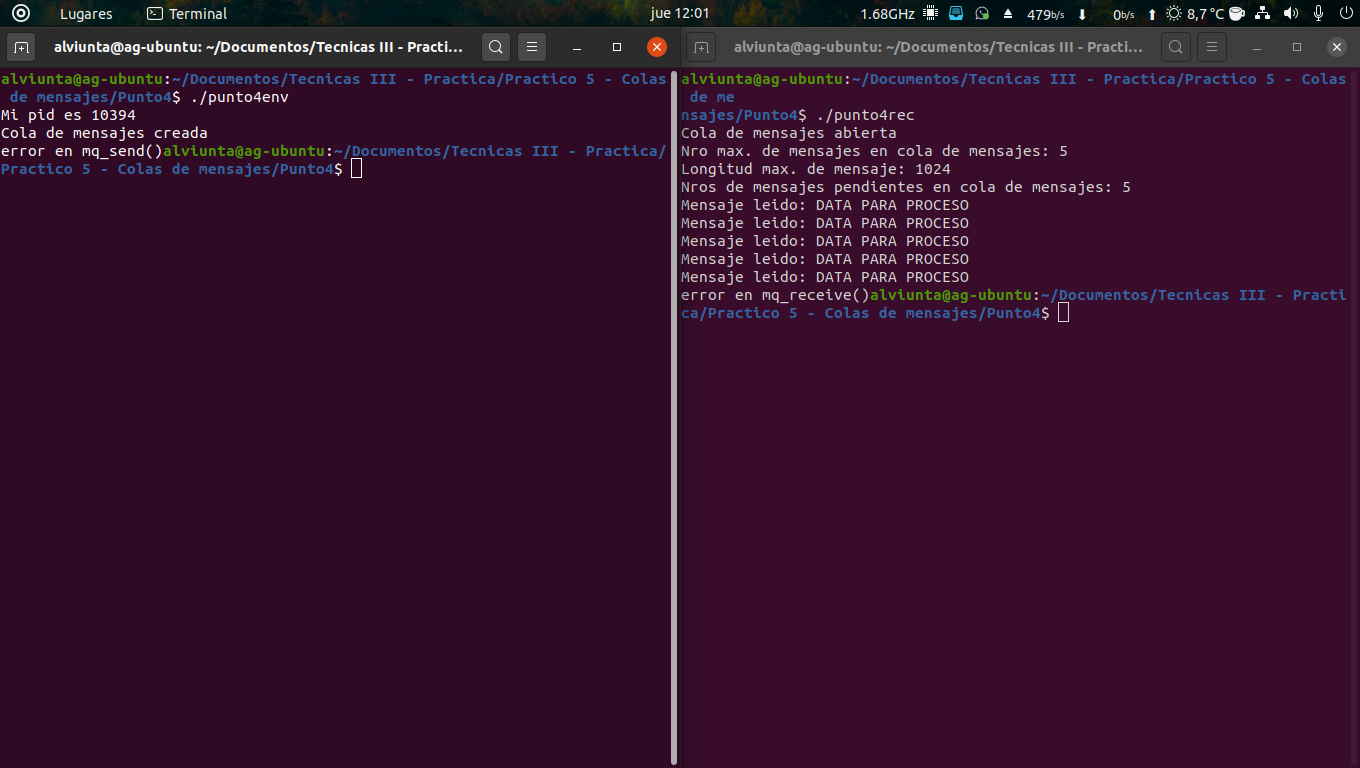 Lugares Terminal jue 12:01 1.68GHz 479b/s 0b/s 8,7 °C
alviunta@ag-ubuntu: ~/Documentos/Tecnicas III - Practi...
alviunta@ag-ubuntu:~/Documentos/Tecnicas III - Practica/Practico 5 - Colas
de mensajes/Punto4$ ./punto4env
Mi pid es 10394
Cola de mensajes creada
error en mq_send()alviunta@ag-ubuntu:~/Documentos/Tecnicas III - Practica/
Practico 5 - Colas de mensajes/Punto4$
alviunta@ag-ubuntu: ~/Documentos/Tecnicas III - Practi...
alviunta@ag-ubuntu:~/Documentos/Tecnicas III - Practica/Practico 5 - Colas
de me
nsajes/Punto4$ ./punto4rec
Cola de mensajes abierta
Nro max. de mensajes en cola de mensajes: 5
Longitud max. de mensaje: 1024
Nros de mensajes pendientes en cola de mensajes: 5
Mensaje leido: DATA PARA PROCESO
Mensaje leido: DATA PARA PROCESO
Mensaje leido: DATA PARA PROCESO
Mensaje leido: DATA PARA PROCESO
Mensaje leido: DATA PARA PROCESO
error en mq_receive()alviunta@ag-ubuntu:~/Documentos/Tecnicas III - Practi
ca/Practico 5 - Colas de mensajes/Punto4$